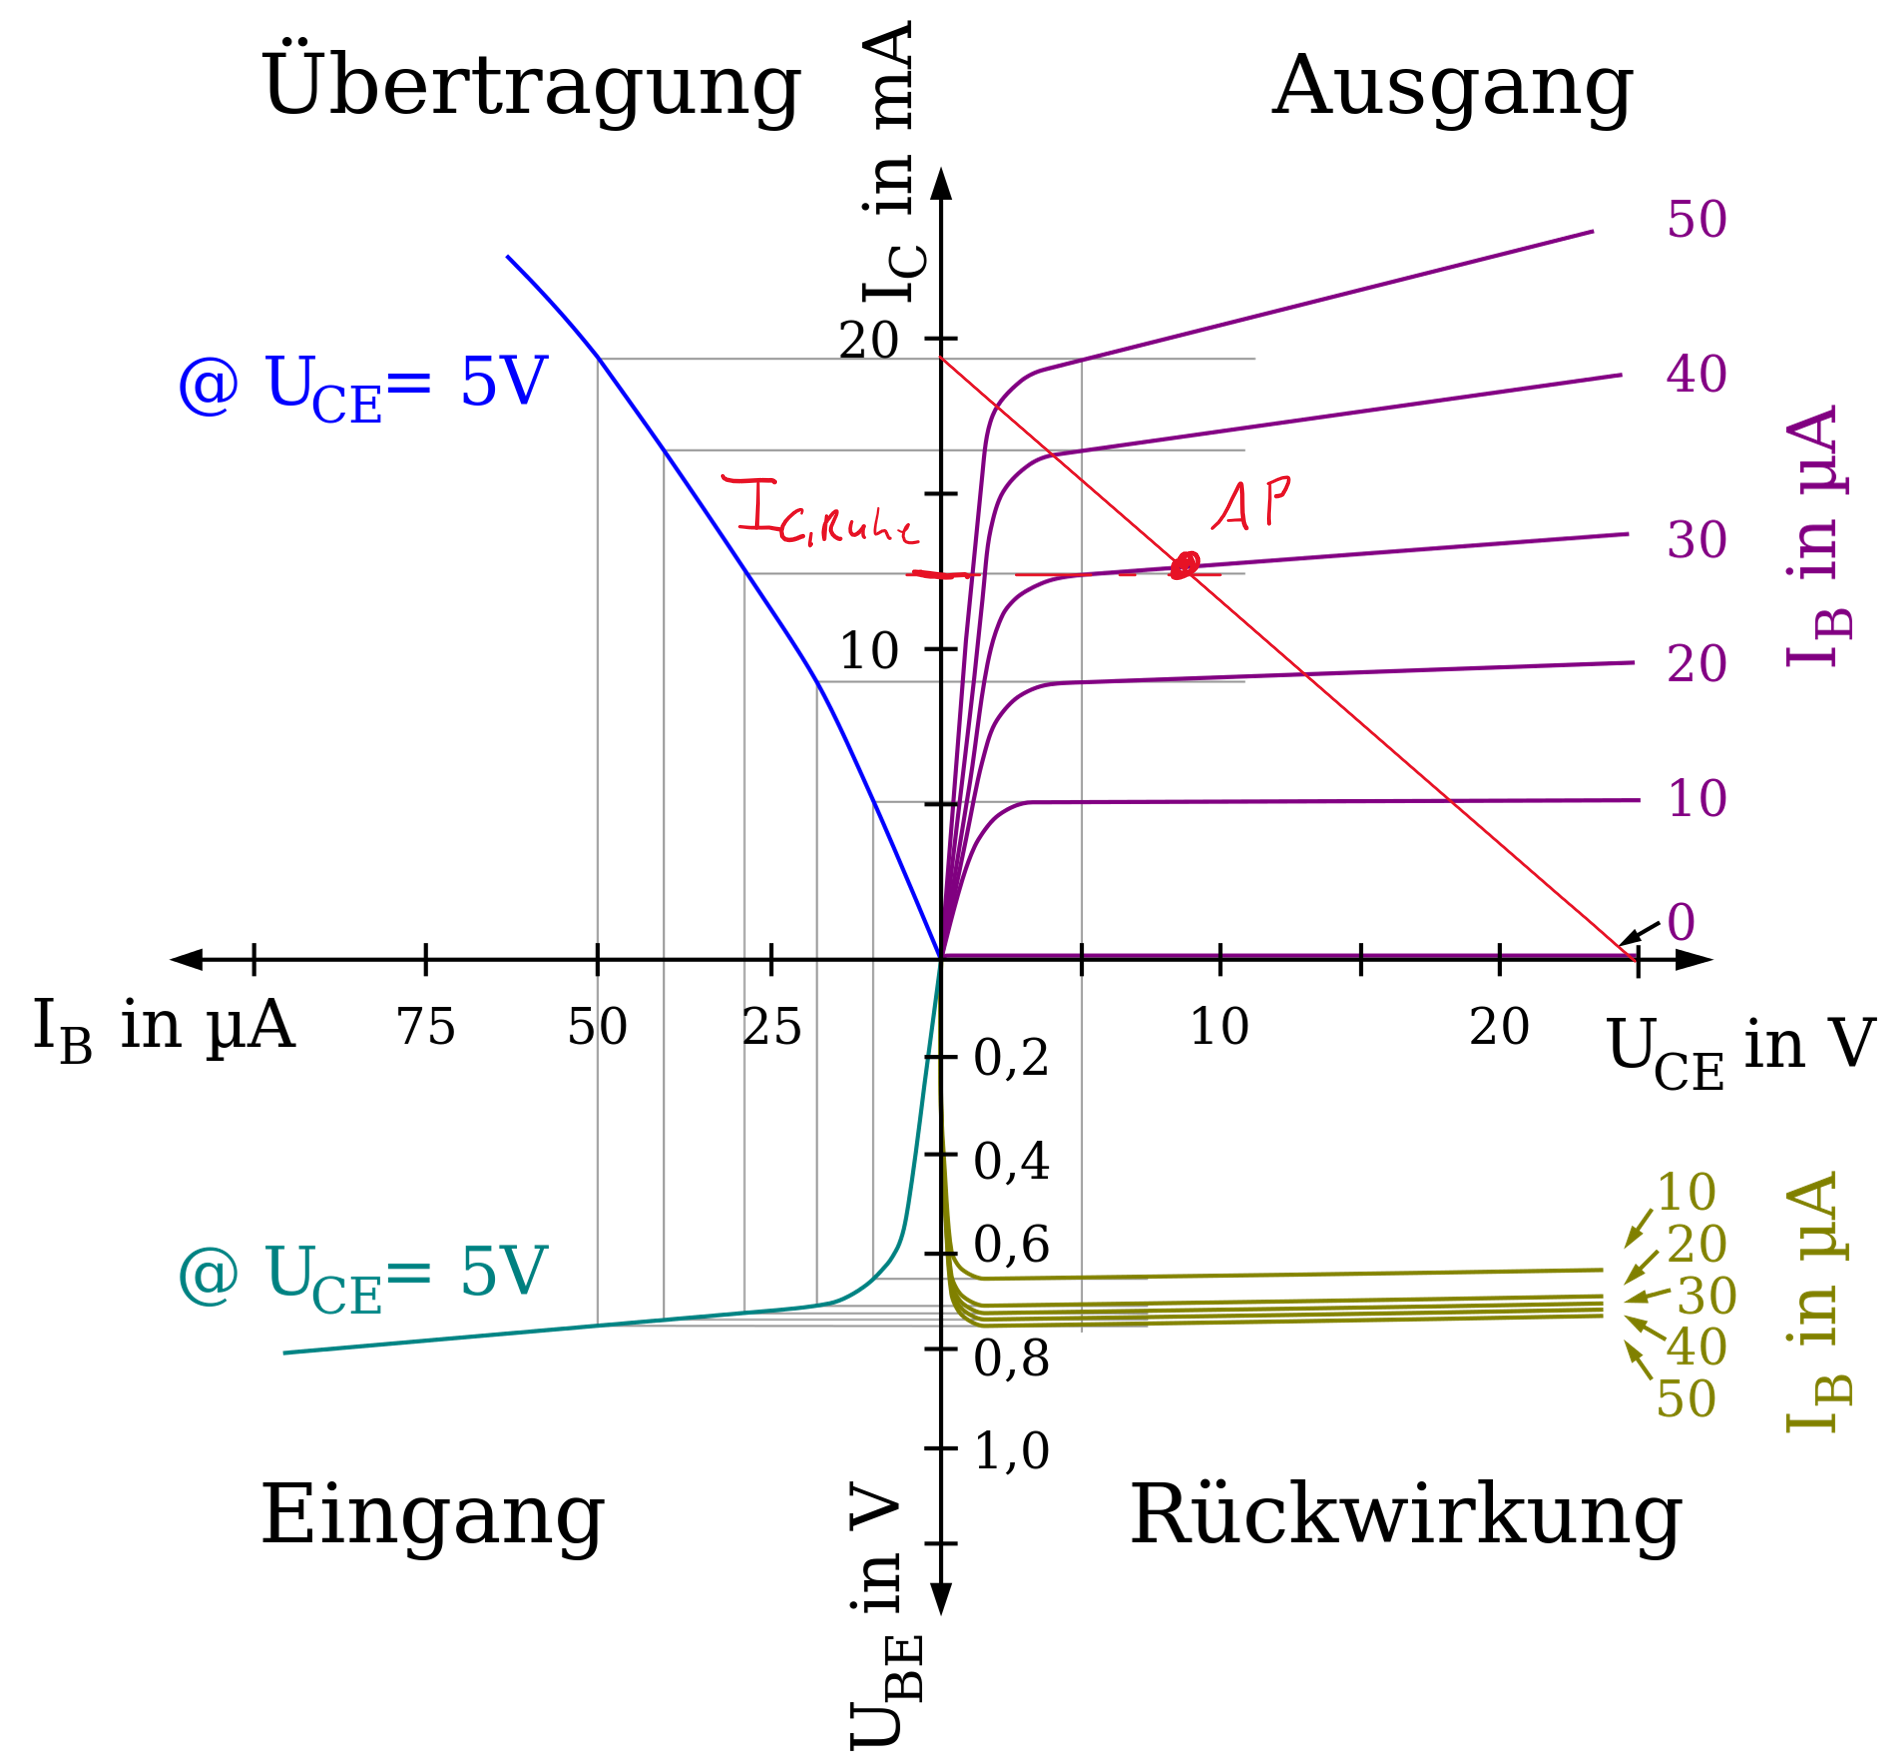 Übertragung
Ausgang
I_C in mA
@ U_CE= 5V
20
10
I_C,Ruhe
AP
50
40
30
20
10
0
I_B in µA
I_B in µA
75
50
25
10
20
U_CE in V
0,2
0,4
0,6
0,8
1,0
@ U_CE= 5V
10
20
30
40
50
I_B in µA
Eingang
Rückwirkung
U_BE in V